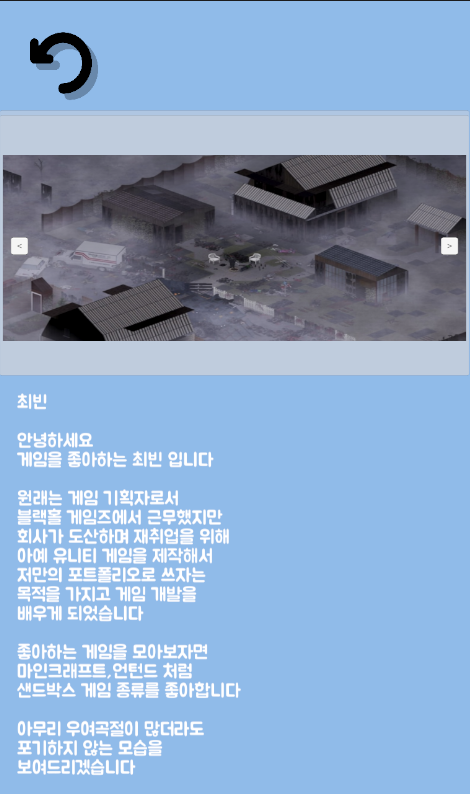 <
>
최빈
안녕하세요
게임을 좋아하는 최빈 입니다
원래는 게임 기획자로서
블랙홀 게임즈에서 근무했지만
회사가 도산하며 재취업을 위해
아예 유니티 게임을 제작해서
저만의 포트폴리오로 쓰자는
목적을 가지고 게임 개발을
배우게 되었습니다
좋아하는 게임을 모아보자면
마인크래프트,언턴드 처럼
샌드박스 게임 종류를 좋아합니다
아무리 우여곡절이 많더라도
포기하지 않는 모습을
보여드리겠습니다